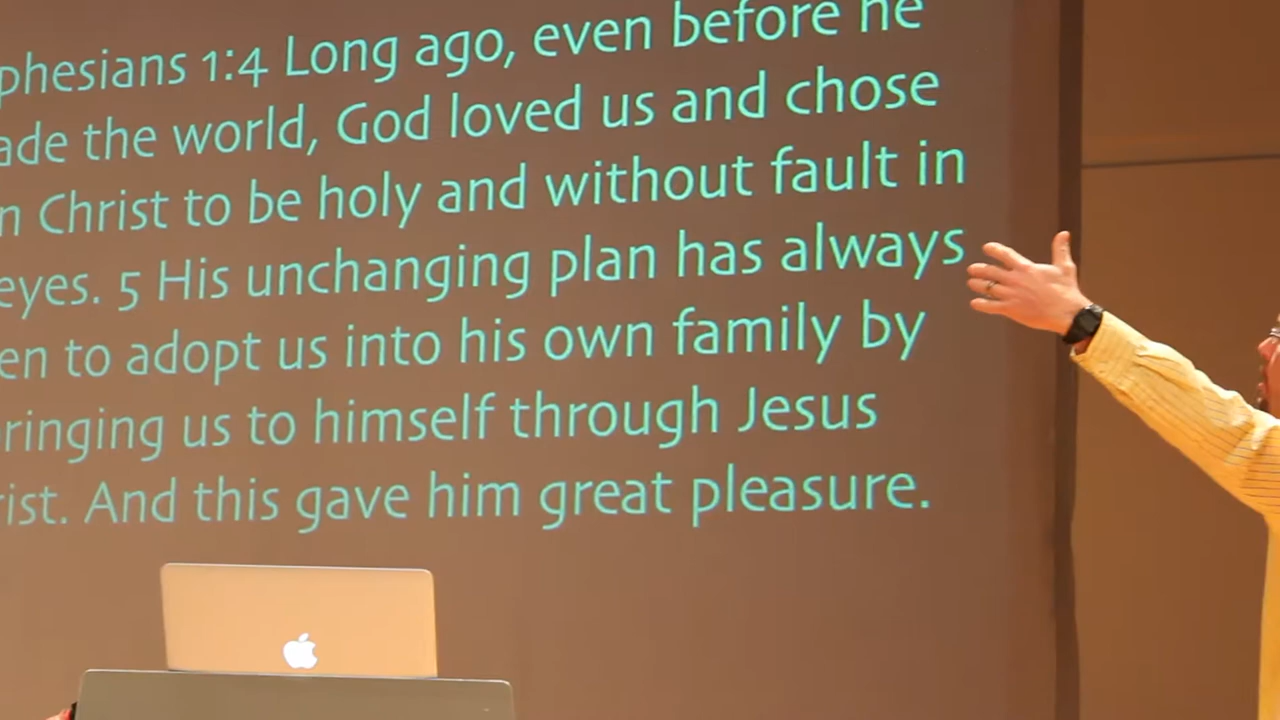 phesians 1:4 Long ago, even before he
ade the world, God loved us and chose
n Christ to be holy and without fault in
eyes. 5 His unchanging plan has always
en to adopt us into his own family by
ringing us to himself through Jesus
rist. And this gave him great pleasure.